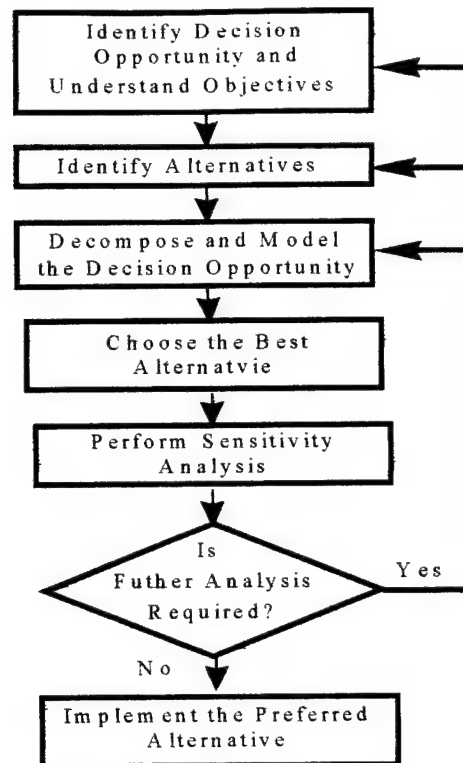 Identify Decision
Opportunity and
Understand Objectives
Identify Alternatives
Decompose and Model
the Decision Opportunity
Choose the Best
Alternatvie
Perform Sensitivity
Analysis
Is
Futher Analysis
Required?
Yes
No
Implement the Preferred
Alternative